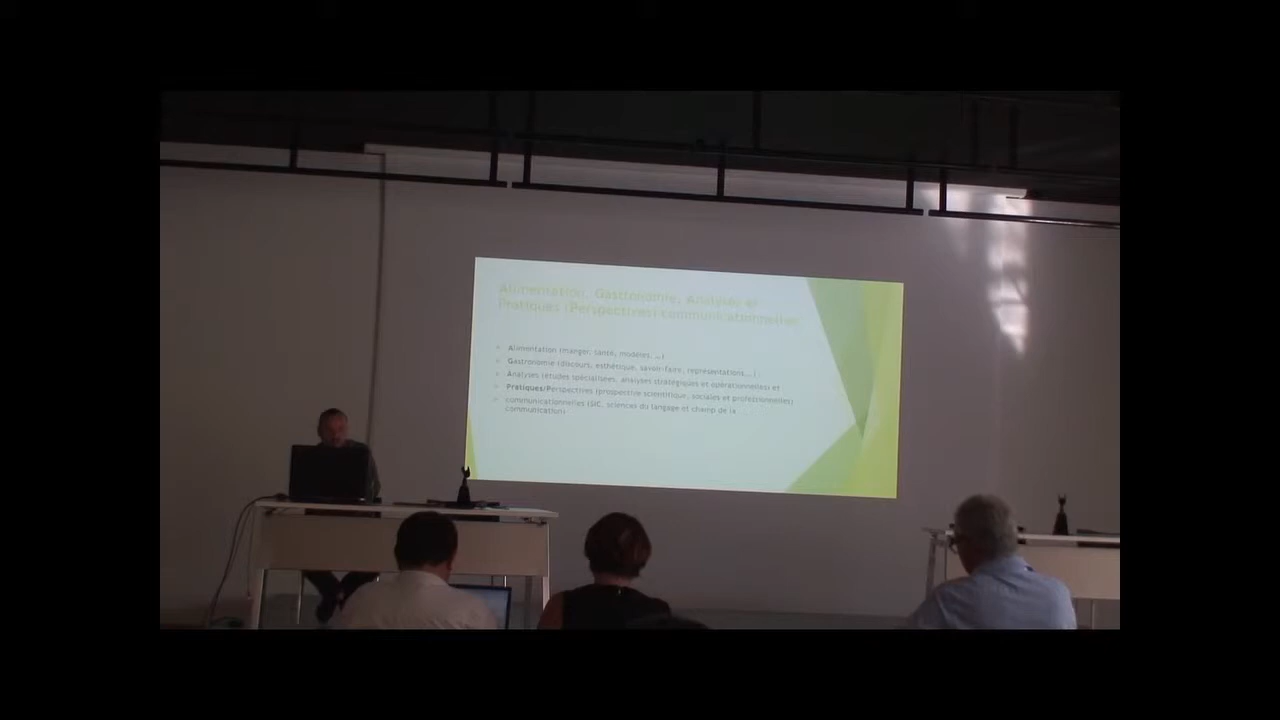 Alimentation, Gastronomie, Analyses et
Pratiques (Perspectives) communicationnelles
Alimentation (manger, santé, modèles, …)
Gastronomie (discours, esthétique, savoir-faire, représentations,…)
Analyses (études spécialisées, analyses stratégiques et opérationnelles) et
Pratiques/Perspectives (prospective scientifique, sociales et professionnelles)
communicationnelles (SIC, sciences du langage et champ de la
communication)